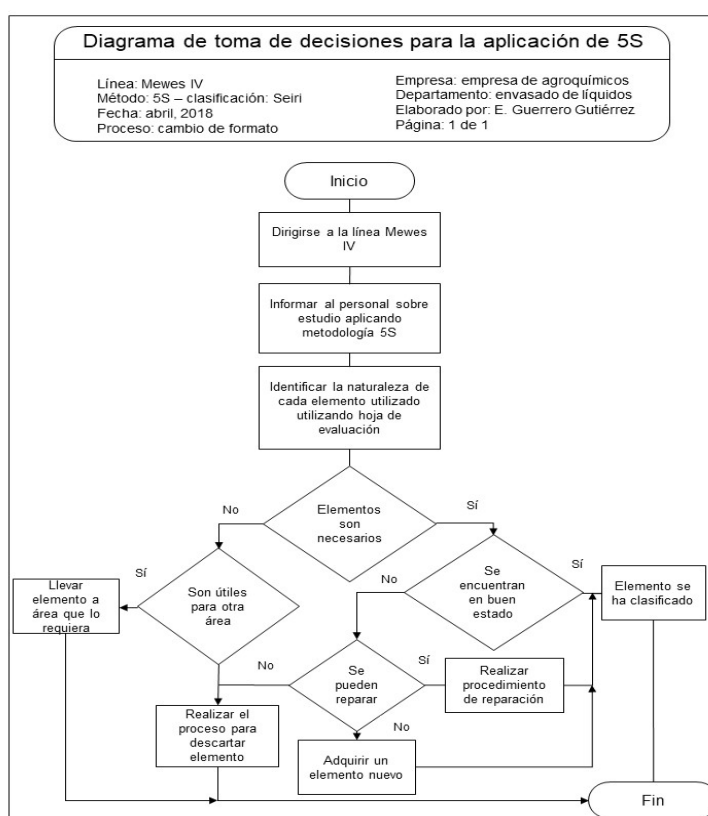 Diagrama de toma de decisiones para la aplicación de 5S
Línea: Mewes IV
Método: 5S – clasificación: Seiri
Fecha: abril, 2018
Proceso: cambio de formato
Empresa: empresa de agroquímicos
Departamento: envasado de líquidos
Elaborado por: E. Guerrero Gutiérrez
Página: 1 de 1
Inicio
Dirigirse a la línea Mewes
IV
Informar al personal sobre
estudio aplicando
metodología 5S
Identificar la naturaleza de
cada elemento utilizado
utilizando hoja de
evaluación
Elementos
son
necesarios
No
Sí
Son útiles
para otra
área
Sí
Llevar
elemento a
área que lo
requiera
No
Se
encuentran
en buen
estado
No
Sí
Elemento se
ha clasificado
Se
pueden
reparar
Sí
Realizar
procedimiento
de reparación
No
Realizar el
proceso para
descartar
elemento
Adquirir un
elemento nuevo
Fin